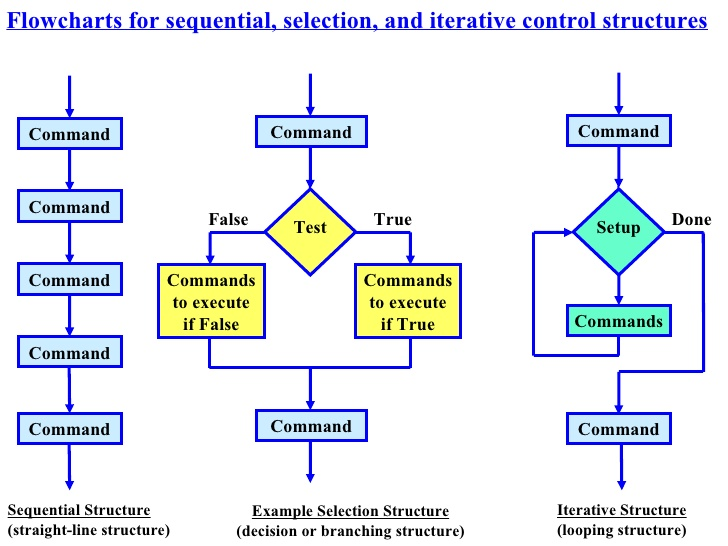 Flowcharts for sequential, selection, and iterative control structures
Command
Command
Command
Command
Command
Sequential Structure
(straight-line structure)
Command
False
Test
True
Commands
to execute
if False
Commands
to execute
if True
Command
Example Selection Structure
(decision or branching structure)
Command
Setup
Done
Commands
Command
Iterative Structure
(looping structure)